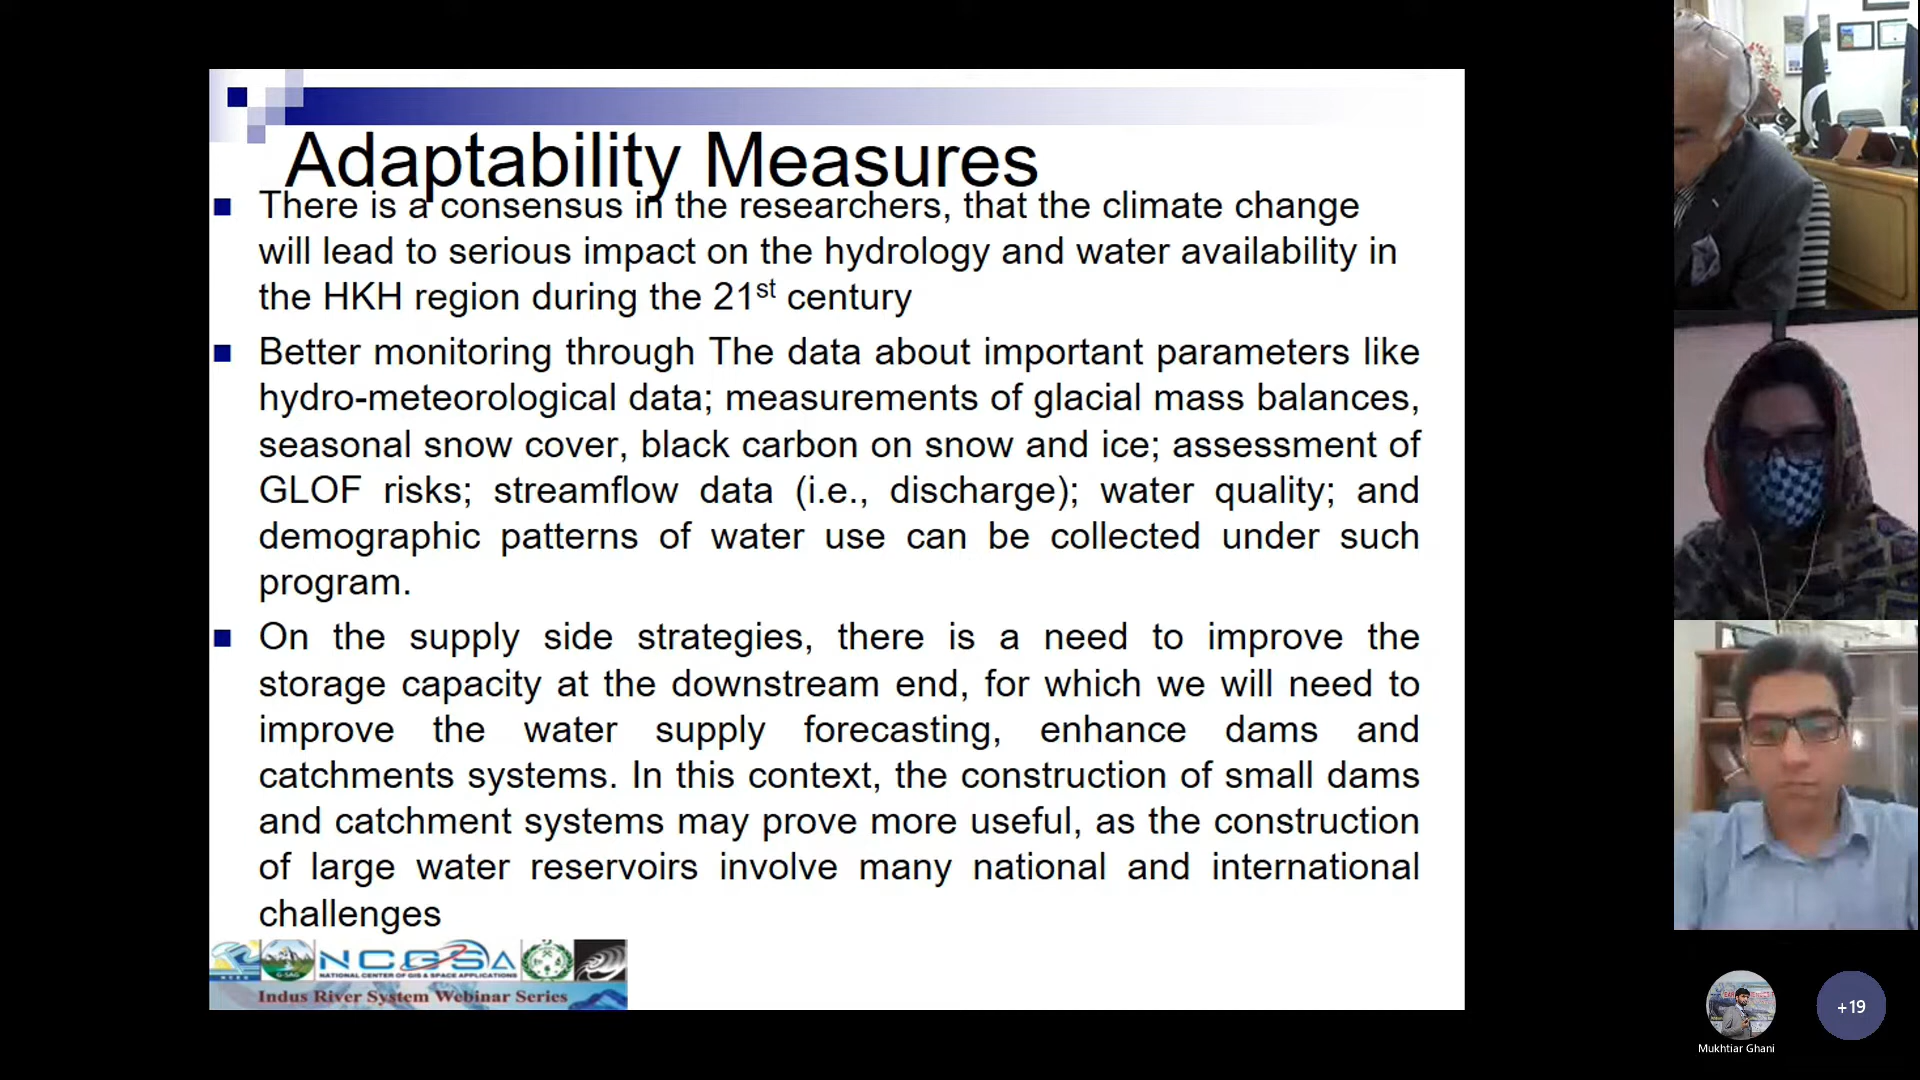 Adaptability Measures
There is a consensus in the researchers, that the climate change
will lead to serious impact on the hydrology and water availability in
the HKH region during the 21st century
Better monitoring through The data about important parameters like
hydro-meteorological data; measurements of glacial mass balances,
seasonal snow cover, black carbon on snow and ice; assessment of
GLOF risks; streamflow data (i.e., discharge); water quality; and
demographic patterns of water use can be collected under such
program.
On the supply side strategies, there is a need to improve the
storage capacity at the downstream end, for which we will need to
improve the water supply forecasting, enhance dams and
catchments systems. In this context, the construction of small dams
and catchment systems may prove more useful, as the construction
of large water reservoirs involve many national and international
challenges
G-SAG
NCGSA
NATIONAL CENTER OF GIS & SPACE APPLICATIONS
Indus River System Webinar Series
+19
Mukhtiar Ghani